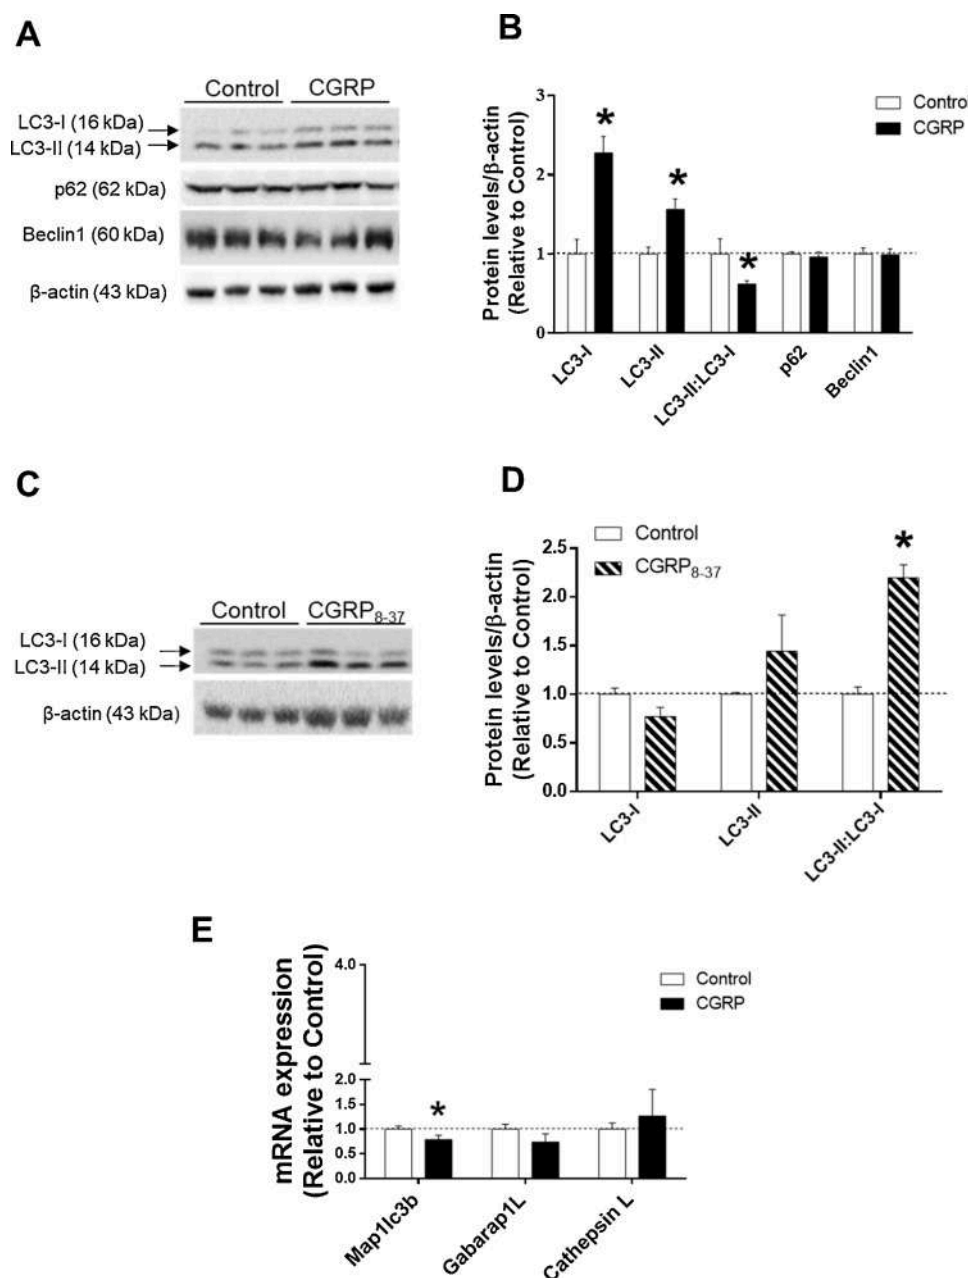 A
Control CGRP
LC3-I (16 kDa)
LC3-II (14 kDa)
p62 (62 kDa)
Beclin1 (60 kDa)
β-actin (43 kDa)
B
Control
CGRP
Protein levels/β-actin
(Relative to Control)
3
2
1
0
* * *
LC3-I LC3-II LC3-II:LC3-I p62 Beclin1
C
Control CGRP8-37
LC3-I (16 kDa)
LC3-II (14 kDa)
β-actin (43 kDa)
D
Control
CGRP8-37
Protein levels/β-actin
(Relative to Control)
2.5
2.0
1.5
1.0
0.5
0.0
*
LC3-I LC3-II LC3-II:LC3-I
E
mRNA expression
(Relative to Control)
4.0
2.0
1.5
1.0
0.5
0.0
Control
CGRP
*
Map1lc3b Gabarap1L Cathepsin L